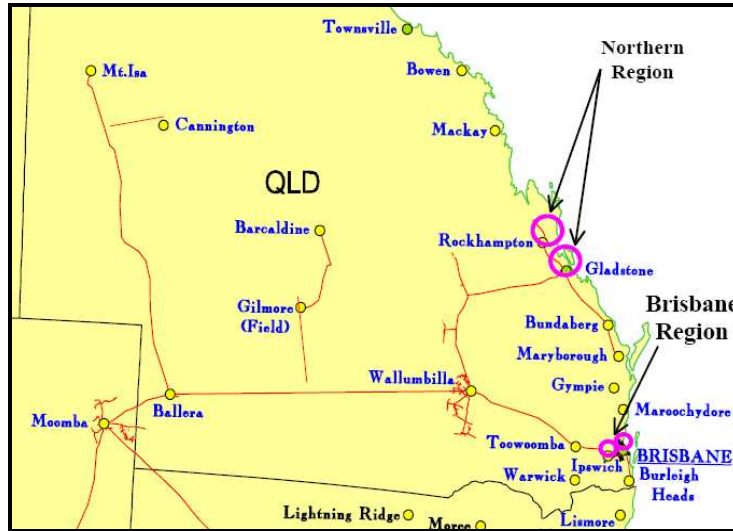 Townsville
Northern
Region
Mt.Isa
Bowen
Cannington
Mackay
QLD
Barcaldine
Rockhampton
Gladstone
Gilmore
(Field)
Brisbane
Region
Bundaberg
Maryborough
Wallumbilla
Gympie
Ballera
Maroochydore
Moomba
Toowoomba
BRISBANE
Ipswich
Warwick
Burleigh
Heads
Lightning Ridge
Moree
Lismore